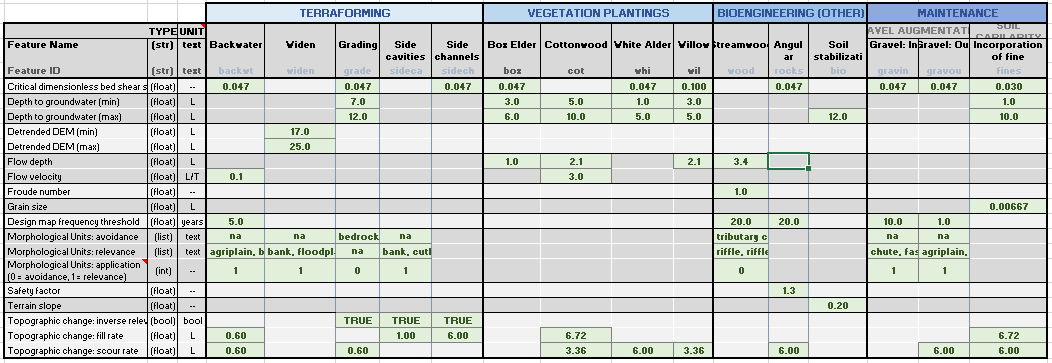 TERRAFORMING VEGETATION PLANTINGS BIOENGINEERING (OTHER) MAINTENANCE
TYPE UNIT AVEL AUGMENTATI SOIL
Feature Name (str) text Backwater Widen Grading Side cavities Side channels Box Elder Cottonwood White Alder Willow Streamwoo Angul ar Soil stabilizati Gravel: In Gravel: Ou Incorporation of fine
Feature ID (str) text backwt widen grade sideca sidech box cot whi wil wood rocks bio gravin gravou fines
Critical dimensionless bed shear s (float) -- 0.047 0.047 0.047 0.047 0.047 0.100 0.047 0.047 0.047 0.030
Depth to groundwater (min) (float) L 7.0 3.0 5.0 1.0 3.0 1.0
Depth to groundwater (max) (float) L 12.0 6.0 10.0 5.0 5.0 12.0 10.0
Detrended DEM (min) (float) L 17.0
Detrended DEM (max) (float) L 25.0
Flow depth (float) L 1.0 2.1 2.1 3.4
Flow velocity (float) L/T 0.1 3.0
Froude number (float) -- 1.0
Grain size (float) L 0.00667
Design map frequency threshold (float) years 5.0 20.0 20.0 10.0 1.0
Morphological Units: avoidance (list) text na na bedrock na tributary c na na
Morphological Units: relevance (list) text agriplain, b bank, floodpl na bank, cutl riffle, riffle chute, fas agriplain,
Morphological Units: application (0 = avoidance, 1 = relevance) (int) -- 1 1 0 1 0 1 1
Safety factor (float) -- 1.3
Terrain slope (float) -- 0.20
Topographic change: inverse relev (bool) bool TRUE TRUE TRUE
Topographic change: fill rate (float) L 0.60 1.00 6.00 6.72 6.72
Topographic change: scour rate (float) L 0.60 0.60 3.36 6.00 3.36 6.00 6.00 6.00